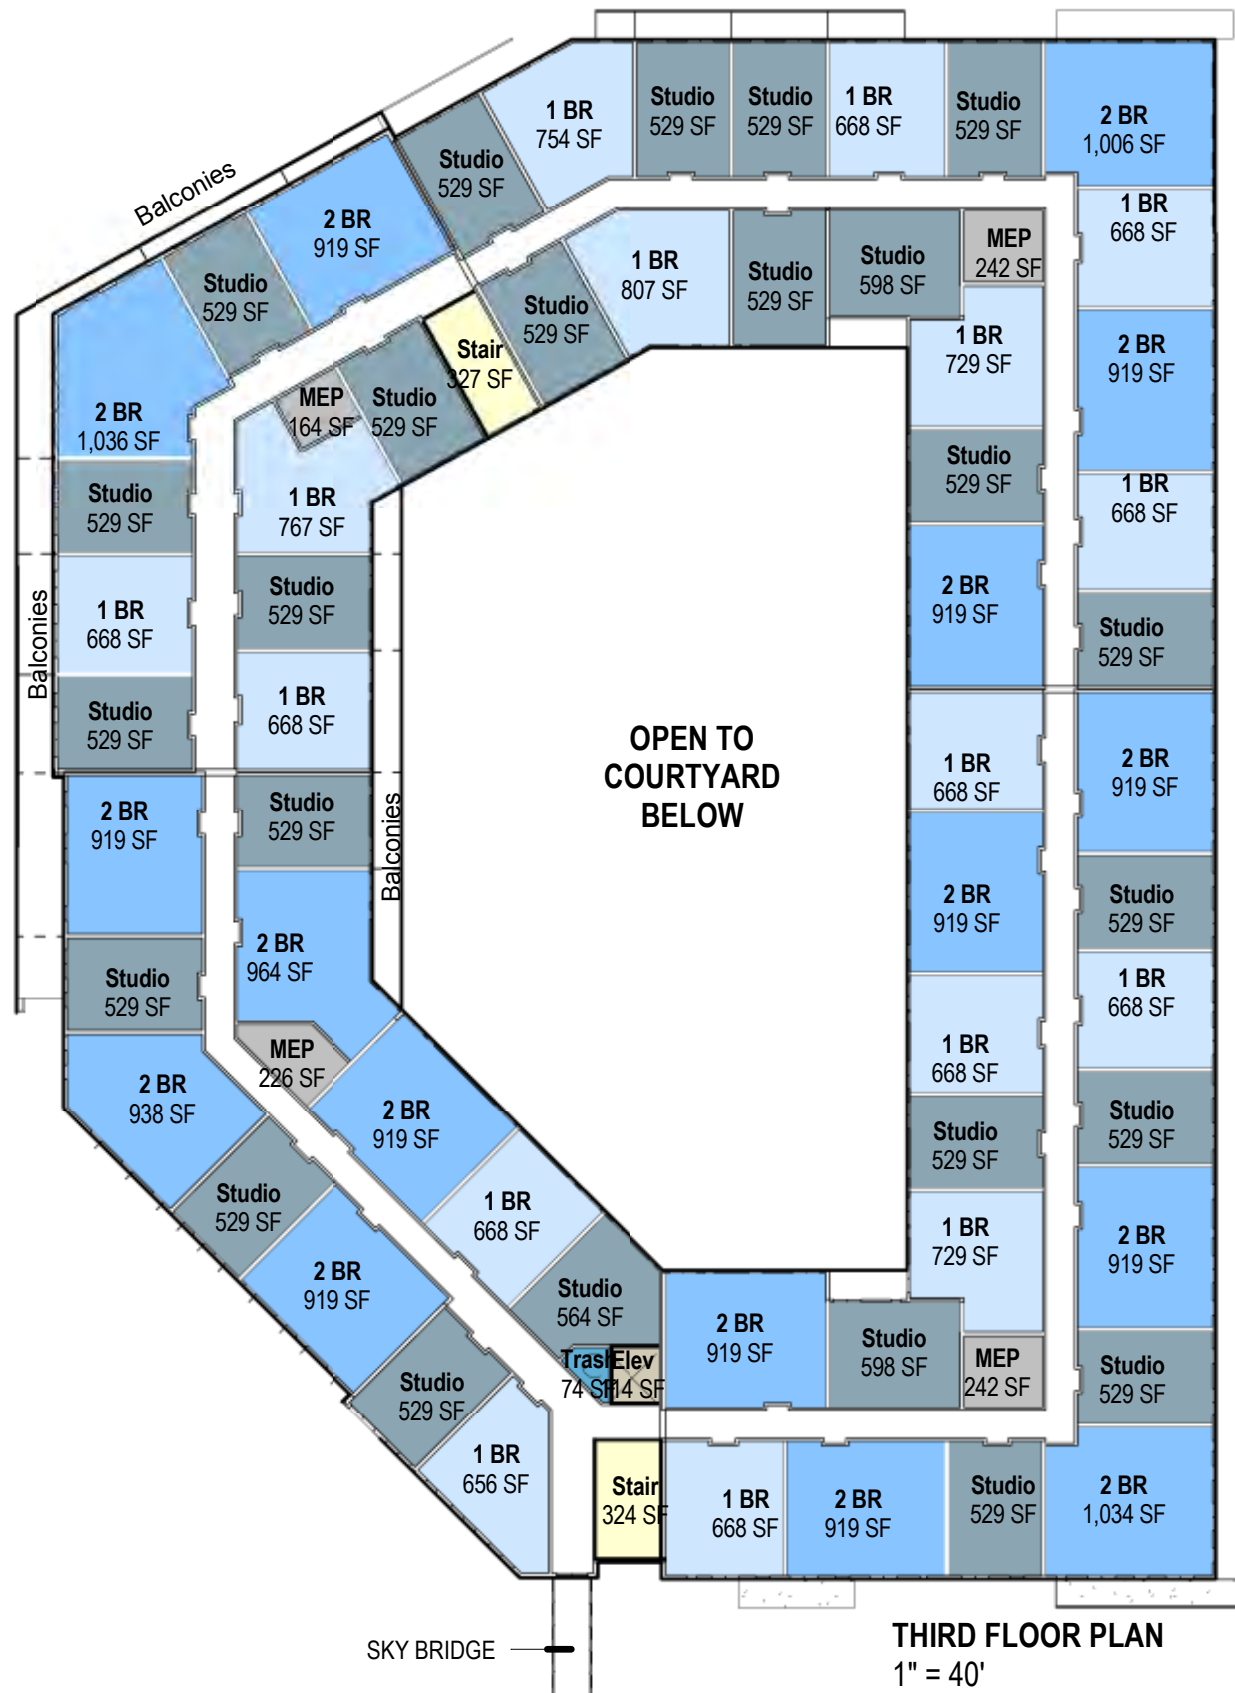 1 BR
754 SF
Studio
529 SF
Studio
529 SF
1 BR
668 SF
Studio
529 SF
2 BR
1,006 SF
Studio
529 SF
Balconies
2 BR
919 SF
1 BR
668 SF
Studio
529 SF
1 BR
807 SF
Studio
529 SF
Studio
598 SF
MEP
242 SF
Studio
529 SF
Stair
327 SF
1 BR
729 SF
2 BR
919 SF
2 BR
1,036 SF
MEP
164 SF
Studio
529 SF
Studio
529 SF
1 BR
668 SF
Studio
529 SF
1 BR
767 SF
2 BR
919 SF
Studio
529 SF
Balconies
1 BR
668 SF
Studio
529 SF
1 BR
668 SF
Studio
529 SF
OPEN TO
COURTYARD
BELOW
1 BR
668 SF
2 BR
919 SF
2 BR
919 SF
Studio
529 SF
Balconies
2 BR
919 SF
Studio
529 SF
2 BR
964 SF
Studio
529 SF
1 BR
668 SF
MEP
226 SF
1 BR
668 SF
2 BR
938 SF
2 BR
919 SF
Studio
529 SF
Studio
529 SF
Studio
529 SF
1 BR
668 SF
1 BR
729 SF
2 BR
919 SF
2 BR
919 SF
Studio
564 SF
2 BR
919 SF
Studio
598 SF
MEP
242 SF
Studio
529 SF
Trash
74 SF
Elev
114 SF
Studio
529 SF
1 BR
656 SF
Stair
324 SF
1 BR
668 SF
2 BR
919 SF
Studio
529 SF
2 BR
1,034 SF
SKY BRIDGE
THIRD FLOOR PLAN
1" = 40'